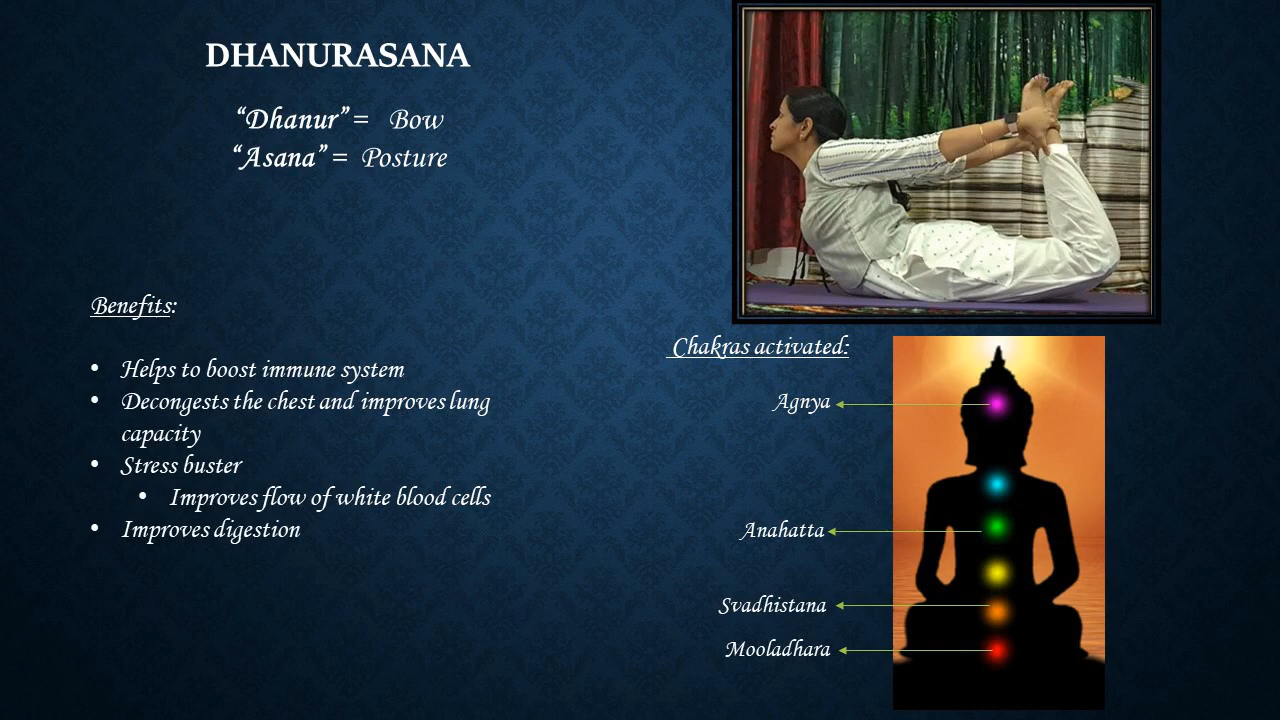 DHANURASANA
“Dhanur” = Bow
“Asana” = Posture
Benefits:
• Helps to boost immune system
• Decongests the chest and improves lung
capacity
• Stress buster
• Improves flow of white blood cells
• Improves digestion
Chakras activated:
Agnya
Anahatta
Svadhistana
Mooladhara